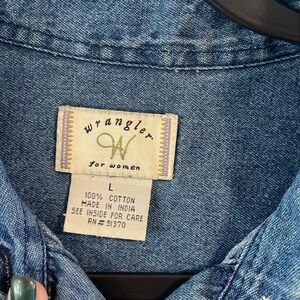 wrangler
W
for women
L
100% COTTON
MADE IN INDIA
SEE INSIDE FOR CARE
RN# 51370